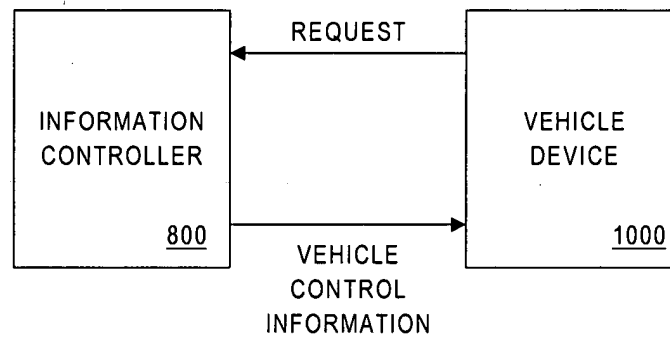 REQUEST
INFORMATION
CONTROLLER
800
VEHICLE
DEVICE
1000
VEHICLE
CONTROL
INFORMATION